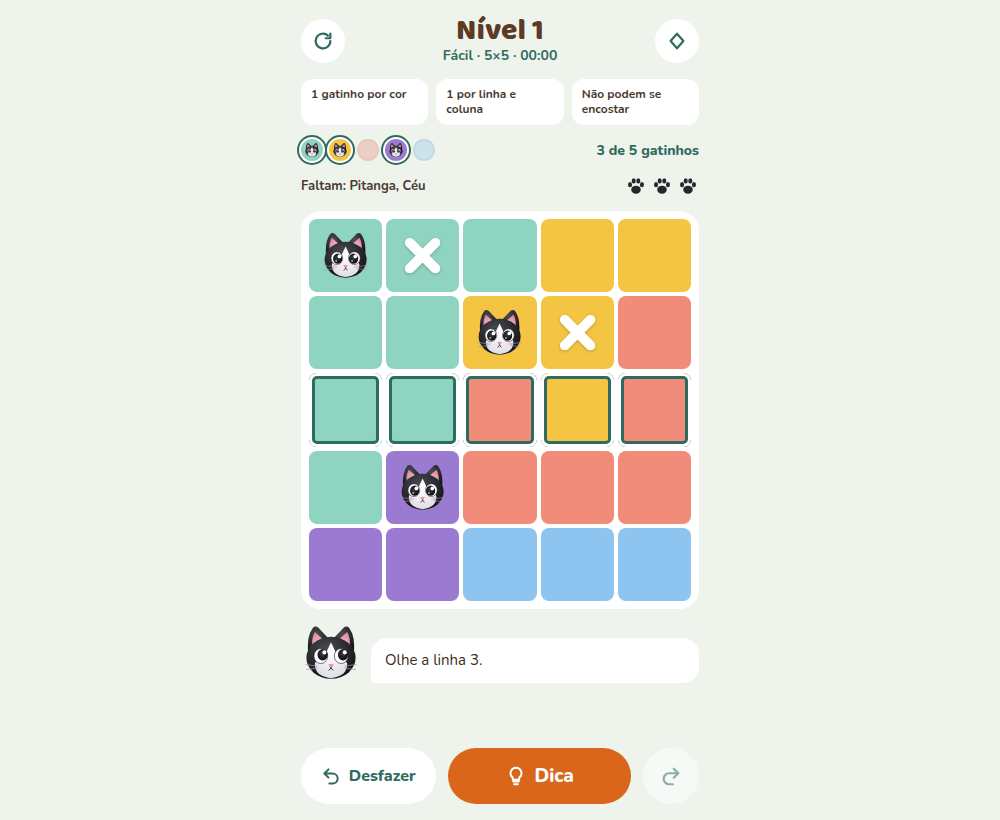 Nível 1
Fácil · 5×5 · 00:00
1 gatinho por cor
1 por linha e
coluna
Não podem se
encostar
3 de 5 gatinhos
Faltam: Pitanga, Céu
Olhe a linha 3.
Desfazer
Dica